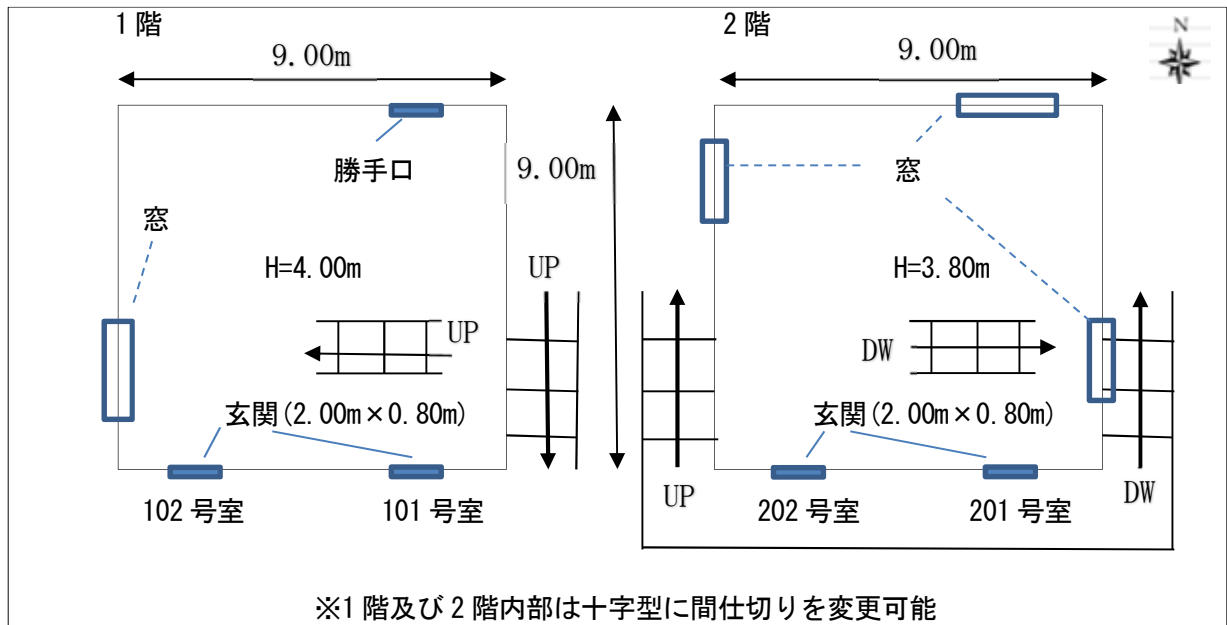 1階
2階
N
9.00m
9.00m
勝手口
9.00m
窓
窓
H=4.00m
UP
H=3.80m
UP
DW
玄関(2.00m×0.80m)
玄関(2.00m×0.80m)
102号室
101号室
UP
202号室
201号室
DW
※1階及び2階内部は十字型に間仕切りを変更可能